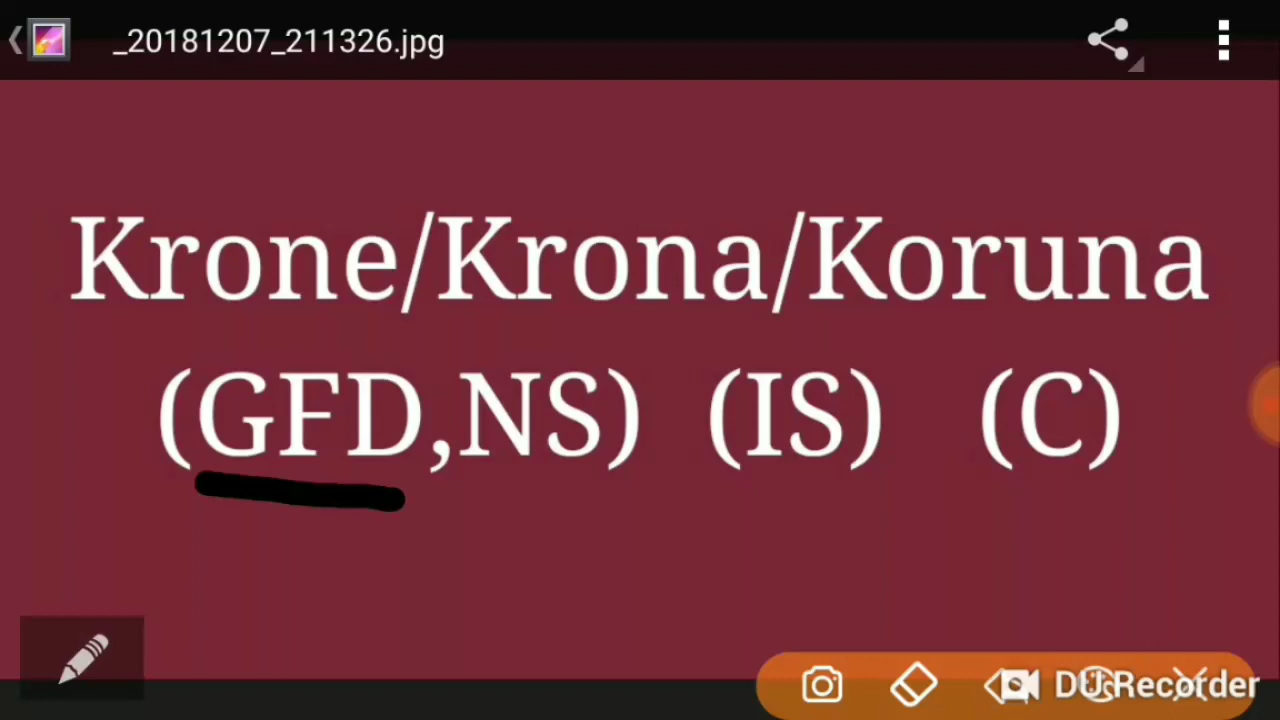 _20181207_211326.jpg
Krone/Krona/Koruna
(GFD,NS) (IS) (C)
DU Recorder